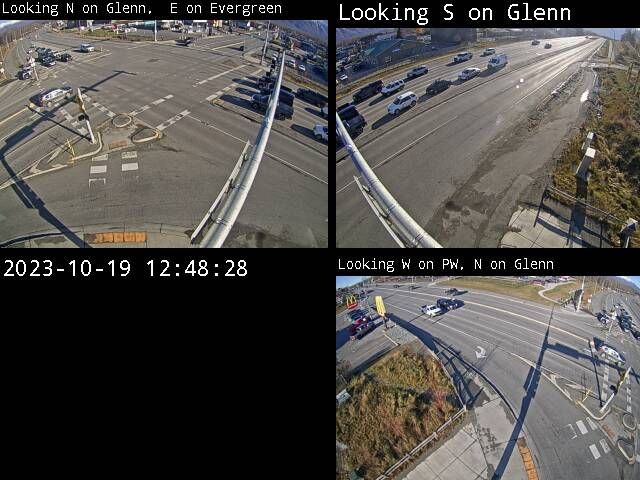 Looking N on Glenn,  E on Evergreen
Looking S on Glenn
2023-10-19 12:48:28
Looking W on PW, N on Glenn